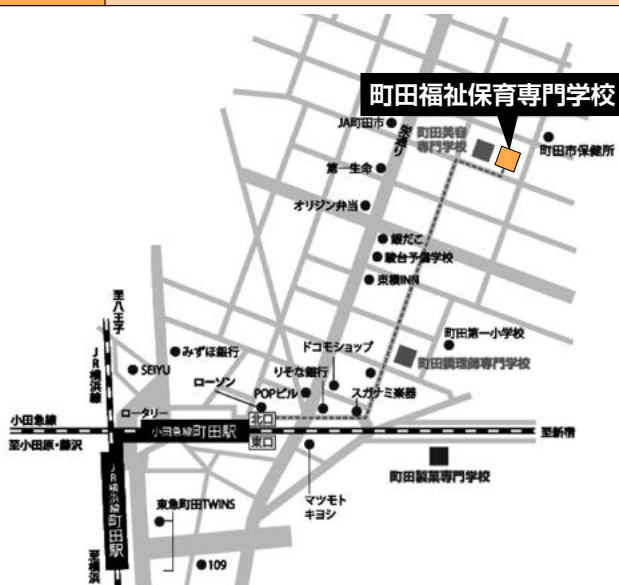 町田福祉保育専門学校
JA町田市
栄通り
町田美容
専門学校
町田市保健所
第一生命
オリジン弁当
銀だこ
駿台予備学校
東横INN
至八王子
JR横浜線
みずほ銀行
SEIYU
ドコモショップ
町田第一小学校
町田調理師専門学校
ローソン
りそな銀行
POPビル
スガナミ楽器
ロータリー
小田急線
小田急線町田駅
北口
東口
至小田原・藤沢
至新宿
JR横浜線町田駅
町田製菓専門学校
マツモト
キヨシ
東急町田TWINS
109
至横浜